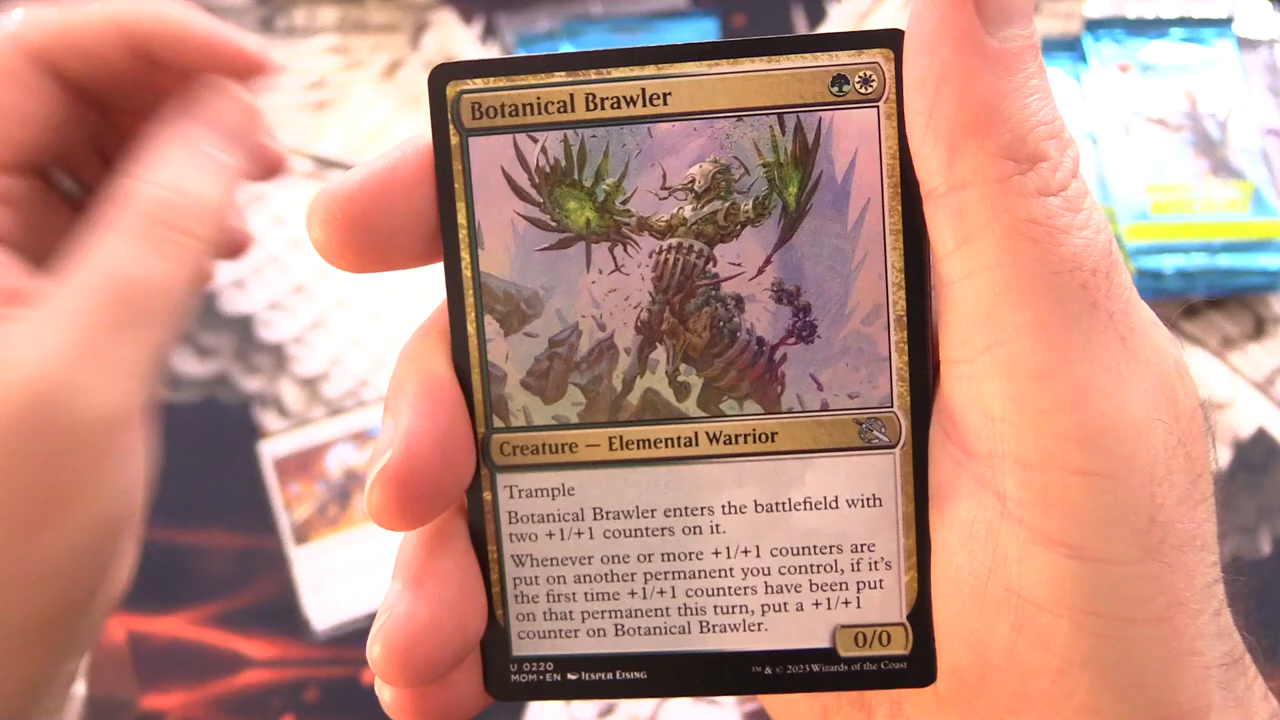 Botanical Brawler
Creature — Elemental Warrior
Trample
Botanical Brawler enters the battlefield with
two +1/+1 counters on it.
Whenever one or more +1/+1 counters are
put on another permanent you control, if it's
the first time +1/+1 counters have been put
on that permanent this turn, put a +1/+1
counter on Botanical Brawler.
0/0
U 0220
MOM • EN Jesper Eising
™ & © 2023 Wizards of the Coast